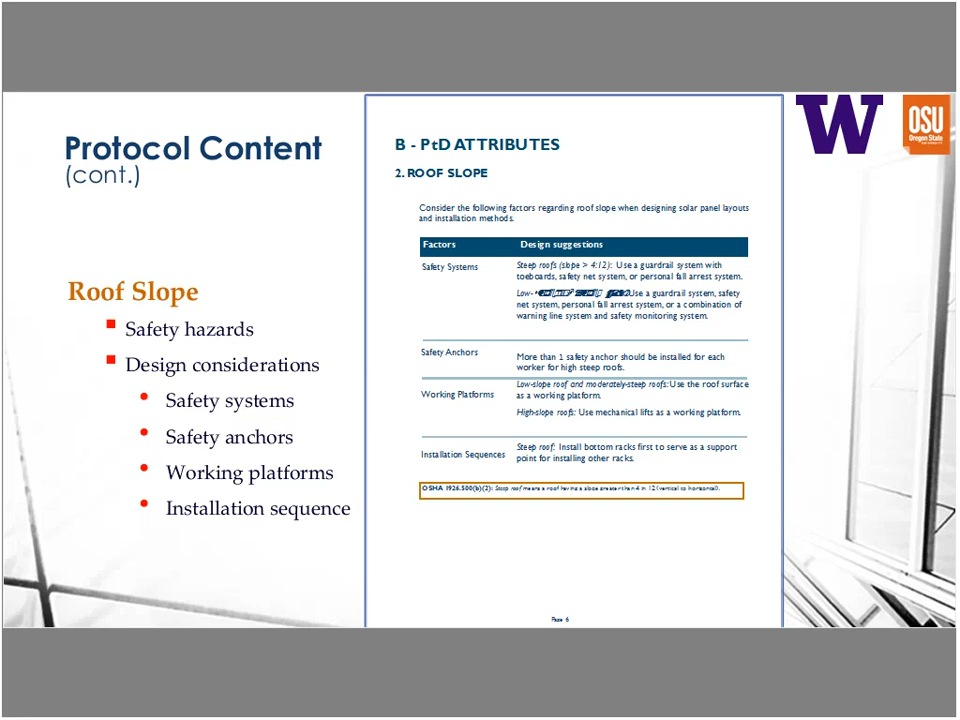 Protocol Content
(cont.)
Roof Slope
Safety hazards
Design considerations
Safety systems
Safety anchors
Working platforms
Installation sequence
B - PtD ATTRIBUTES
2. ROOF SLOPE
Consider the following factors regarding roof slope when designing solar panel layouts
and installation methods.
Factors Design suggestions
Safety Systems
Steep roofs (slope > 4:12): Use a guardrail system with
toeboards, safety net system, or personal fall arrest system.
Low- Use a guardrail system, safety
net system, personal fall arrest system, or a combination of
warning line system and safety monitoring system.
Safety Anchors
More than 1 safety anchor should be installed for each
worker for high steep roofs.
Working Platforms
Low-slope roof and moderately-steep roofs: Use the roof surface
as a working platform.
High-slope roofs: Use mechanical lifts as a working platform.
Installation Sequences
Steep roof: Install bottom racks first to serve as a support
point for installing other racks.
OSHA 1926.500(b)(2): Steep roof means a roof having a slope greater than 4 in 12 (vertical to horizontal).
Page 6
W
OSU
Oregon State
UNIVERSITY